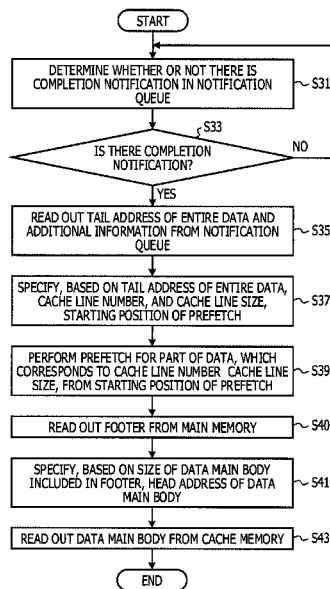 START
DETERMINE WHETHER OR NOT THERE IS
COMPLETION NOTIFICATION IN NOTIFICATION
QUEUE
S31
S33
IS THERE COMPLETION
NOTIFICATION?
NO
YES
READ OUT TAIL ADDRESS OF ENTIRE DATA AND
ADDITIONAL INFORMATION FROM NOTIFICATION
QUEUE
S35
SPECIFY, BASED ON TAIL ADDRESS OF ENTIRE DATA,
CACHE LINE NUMBER, AND CACHE LINE SIZE,
STARTING POSITION OF PREFETCH
S37
PERFORM PREFETCH FOR PART OF DATA, WHICH
CORRESPONDS TO CACHE LINE NUMBER CACHE LINE
SIZE, FROM STARTING POSITION OF PREFETCH
S39
READ OUT FOOTER FROM MAIN MEMORY
S40
SPECIFY, BASED ON SIZE OF DATA MAIN BODY
INCLUDED IN FOOTER, HEAD ADDRESS OF DATA
MAIN BODY
S41
READ OUT DATA MAIN BODY FROM CACHE MEMORY
S43
END